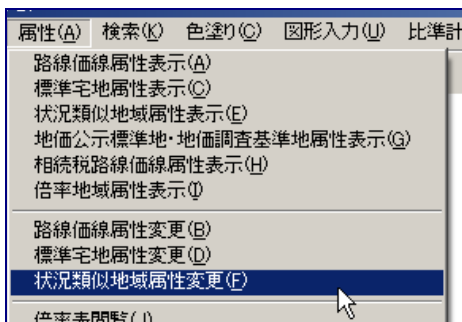 属性(A) 検索(K) 色塗り(C) 図形入力(U) 比準計
路線価線属性表示(A)
標準宅地属性表示(C)
状況類似地域属性表示(E)
地価公示標準地・地価調査基準地属性表示(G)
相続税路線価線属性表示(H)
倍率地域属性表示(I)
路線価線属性変更(B)
標準宅地属性変更(D)
状況類似地域属性変更(F)
倍率表閲覧(J)